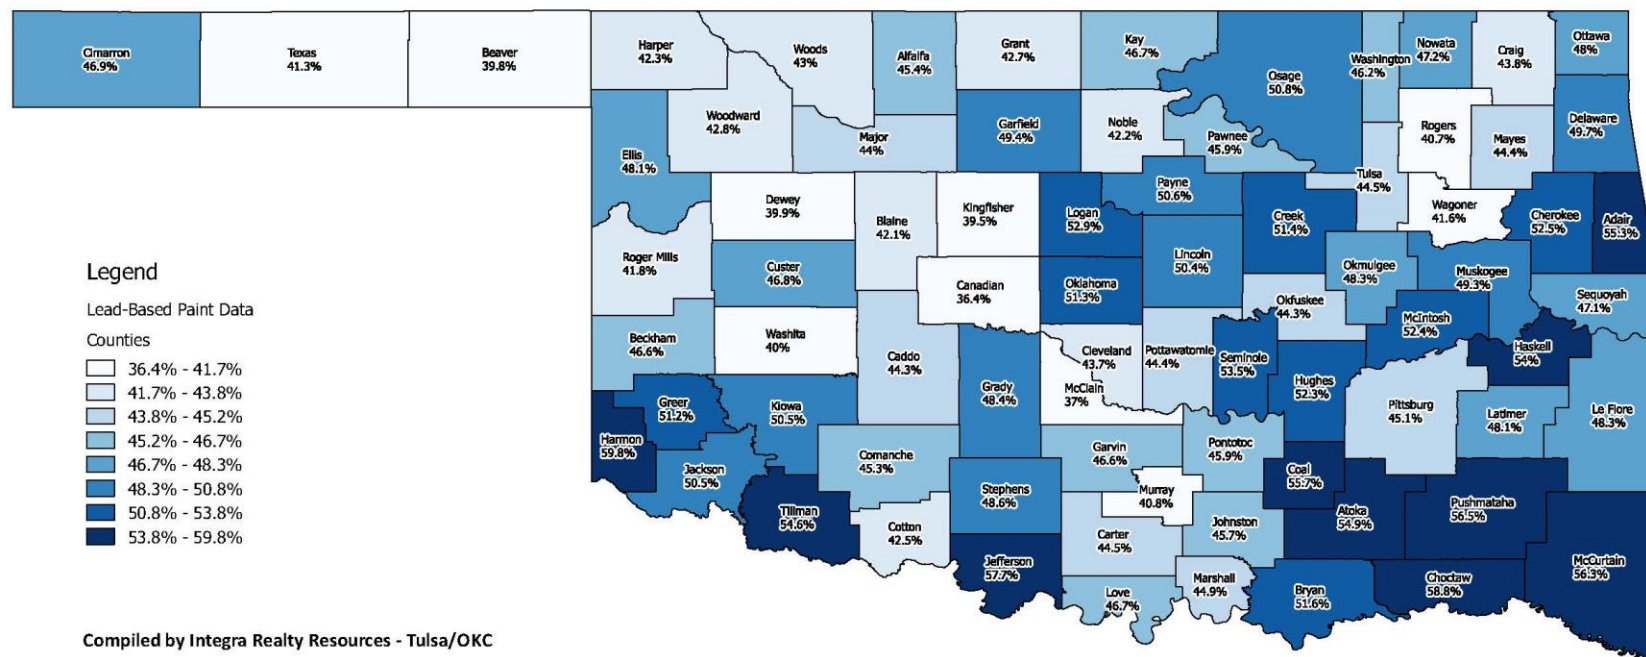 Cimarron
46.9%
Texas
41.3%
Beaver
39.8%
Harper
42.3%
Woods
43%
Alfalfa
45.4%
Grant
42.7%
Kay
46.7%
Osage
50.8%
Washington
46.2%
Nowata
47.2%
Craig
43.8%
Ottawa
48%
Woodward
42.8%
Major
44%
Garfield
49.4%
Noble
42.2%
Pawnee
45.9%
Rogers
40.7%
Mayes
44.4%
Delaware
49.7%
Ellis
48.1%
Tulsa
44.5%
Dewey
39.9%
Blaine
42.1%
Kingfisher
39.5%
Logan
52.9%
Payne
50.6%
Creek
51.4%
Wagoner
41.6%
Cherokee
52.5%
Adair
55.3%
Roger Mills
41.8%
Custer
46.8%
Canadian
36.4%
Oklahoma
51.3%
Lincoln
50.4%
Okmulgee
48.3%
Muskogee
49.3%
Sequoyah
47.1%
Okfuskee
44.3%
McIntosh
52.4%
Beckham
46.6%
Washita
40%
Caddo
44.3%
Cleveland
43.7%
Pottawatomie
44.4%
Seminole
53.5%
Haskell
54%
Grady
48.4%
McClain
37%
Hughes
52.3%
Pittsburg
45.1%
Latimer
48.1%
Le Flore
48.3%
Greer
51.2%
Kiowa
50.5%
Harmon
59.8%
Jackson
50.5%
Comanche
45.3%
Garvin
46.6%
Pontotoc
45.9%
Coal
55.7%
Tillman
54.6%
Stephens
48.6%
Murray
40.8%
Johnston
45.7%
Atoka
54.9%
Pushmataha
56.5%
Cotton
42.5%
Carter
44.5%
Jefferson
57.7%
Love
46.7%
Marshall
44.9%
Bryan
51.6%
Choctaw
58.8%
McCurtain
56.3%
Legend
Lead-Based Paint Data
Counties
36.4% - 41.7%
41.7% - 43.8%
43.8% - 45.2%
45.2% - 46.7%
46.7% - 48.3%
48.3% - 50.8%
50.8% - 53.8%
53.8% - 59.8%
Compiled by Integra Realty Resources - Tulsa/OKC